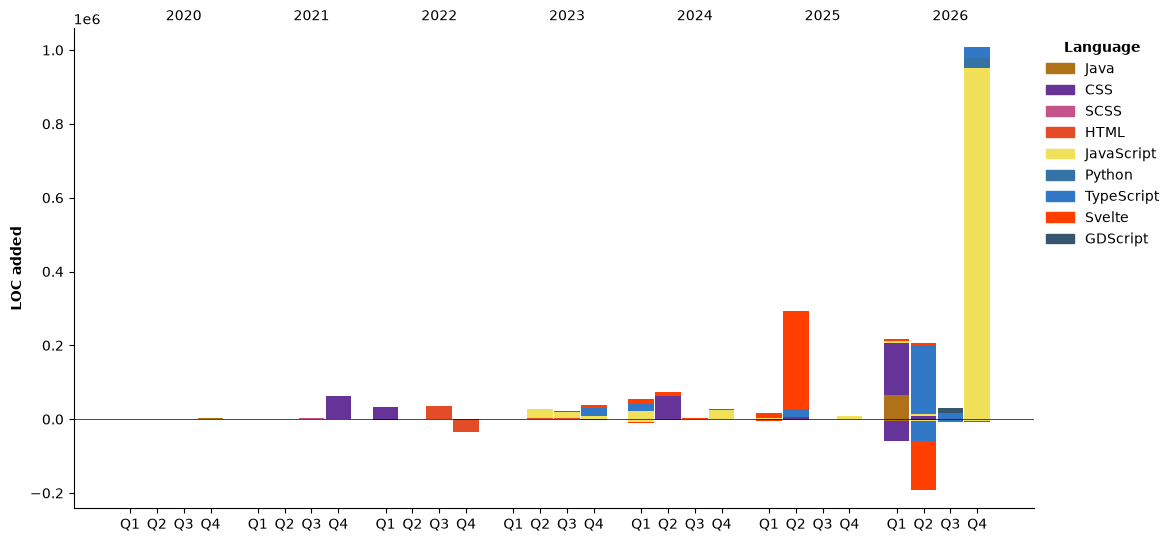 1e6
2020 2021 2022 2023 2024 2025 2026
1.0
0.8
0.6
0.4
0.2
0.0
−0.2
LOC added
Q1 Q2 Q3 Q4 Q1 Q2 Q3 Q4 Q1 Q2 Q3 Q4 Q1 Q2 Q3 Q4 Q1 Q2 Q3 Q4 Q1 Q2 Q3 Q4 Q1 Q2 Q3 Q4
Language
Java
CSS
SCSS
HTML
JavaScript
Python
TypeScript
Svelte
GDScript